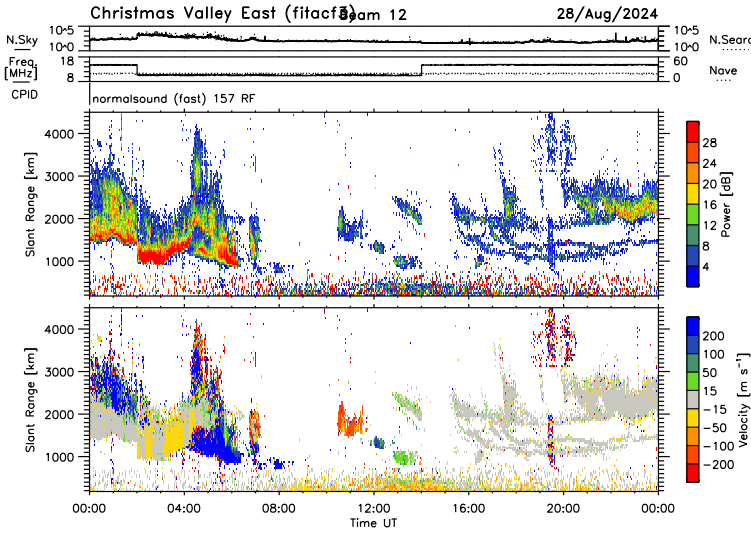 Christmas Valley East (fitacf3) Beam 12 28/Aug/2024
N.Sky 10^5 10^5 N.Sear
10^0 10^0
Freq. 18 60
[MHz] 8 0 Nave
CPID normalsound (fast) 157 RF
4000
3000
2000
1000
Slant Range [km]
28
24
20
16
12
8
4
Power [dB]
4000
3000
2000
1000
Slant Range [km]
200
100
50
15
-15
-50
-100
-200
Velocity [m s⁻¹]
00:00 04:00 08:00 12:00 16:00 20:00 00:00
Time UT